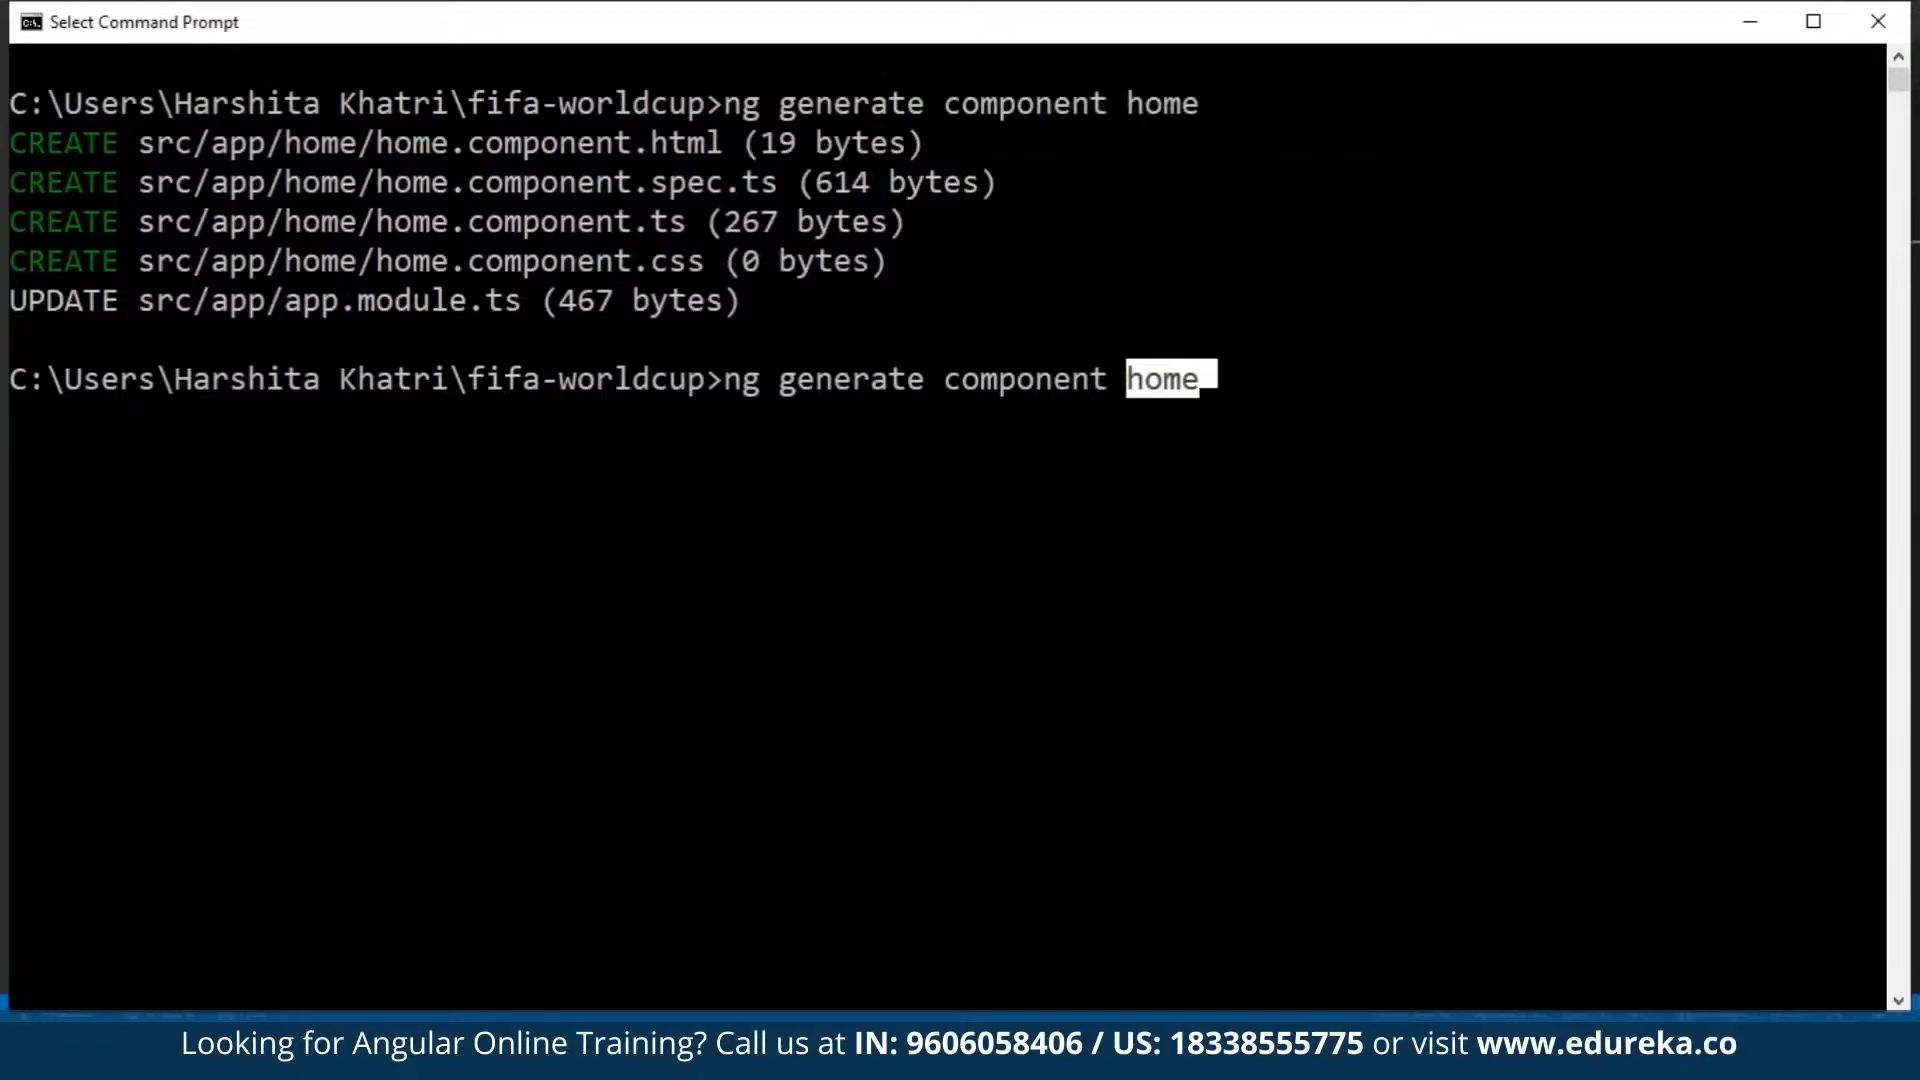 Select Command Prompt
C:\Users\Harshita Khatri\fifa-worldcup>ng generate component home
CREATE src/app/home/home.component.html (19 bytes)
CREATE src/app/home/home.component.spec.ts (614 bytes)
CREATE src/app/home/home.component.ts (267 bytes)
CREATE src/app/home/home.component.css (0 bytes)
UPDATE src/app/app.module.ts (467 bytes)
C:\Users\Harshita Khatri\fifa-worldcup>ng generate component home
Looking for Angular Online Training? Call us at IN: 9606058406 / US: 18338555775 or visit www.edureka.co